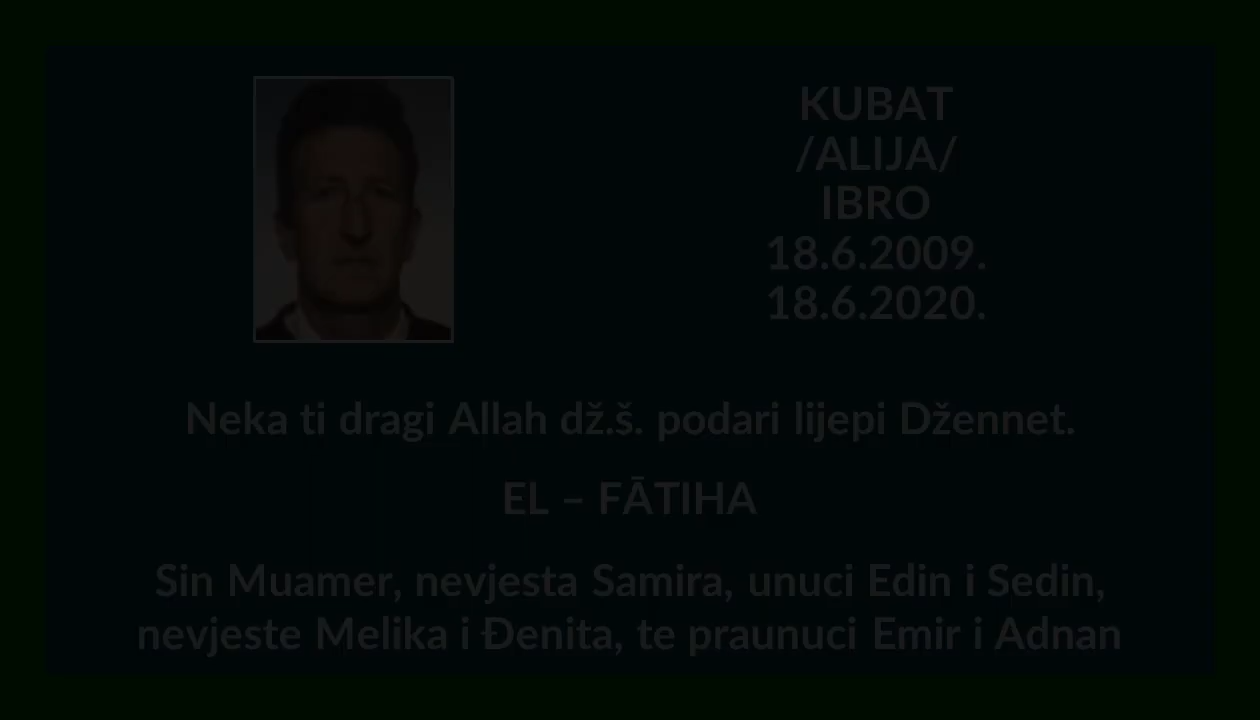 KUBAT
/ALIJA/
IBRO
18.6.2009.
18.6.2020.
Neka ti dragi Allah dž.š. podari lijepi Džennet.
EL – FĀTIHA
Sin Muamer, nevjesta Samira, unuci Edin i Sedin,
nevjeste Melika i Đenita, te praunuci Emir i Adnan